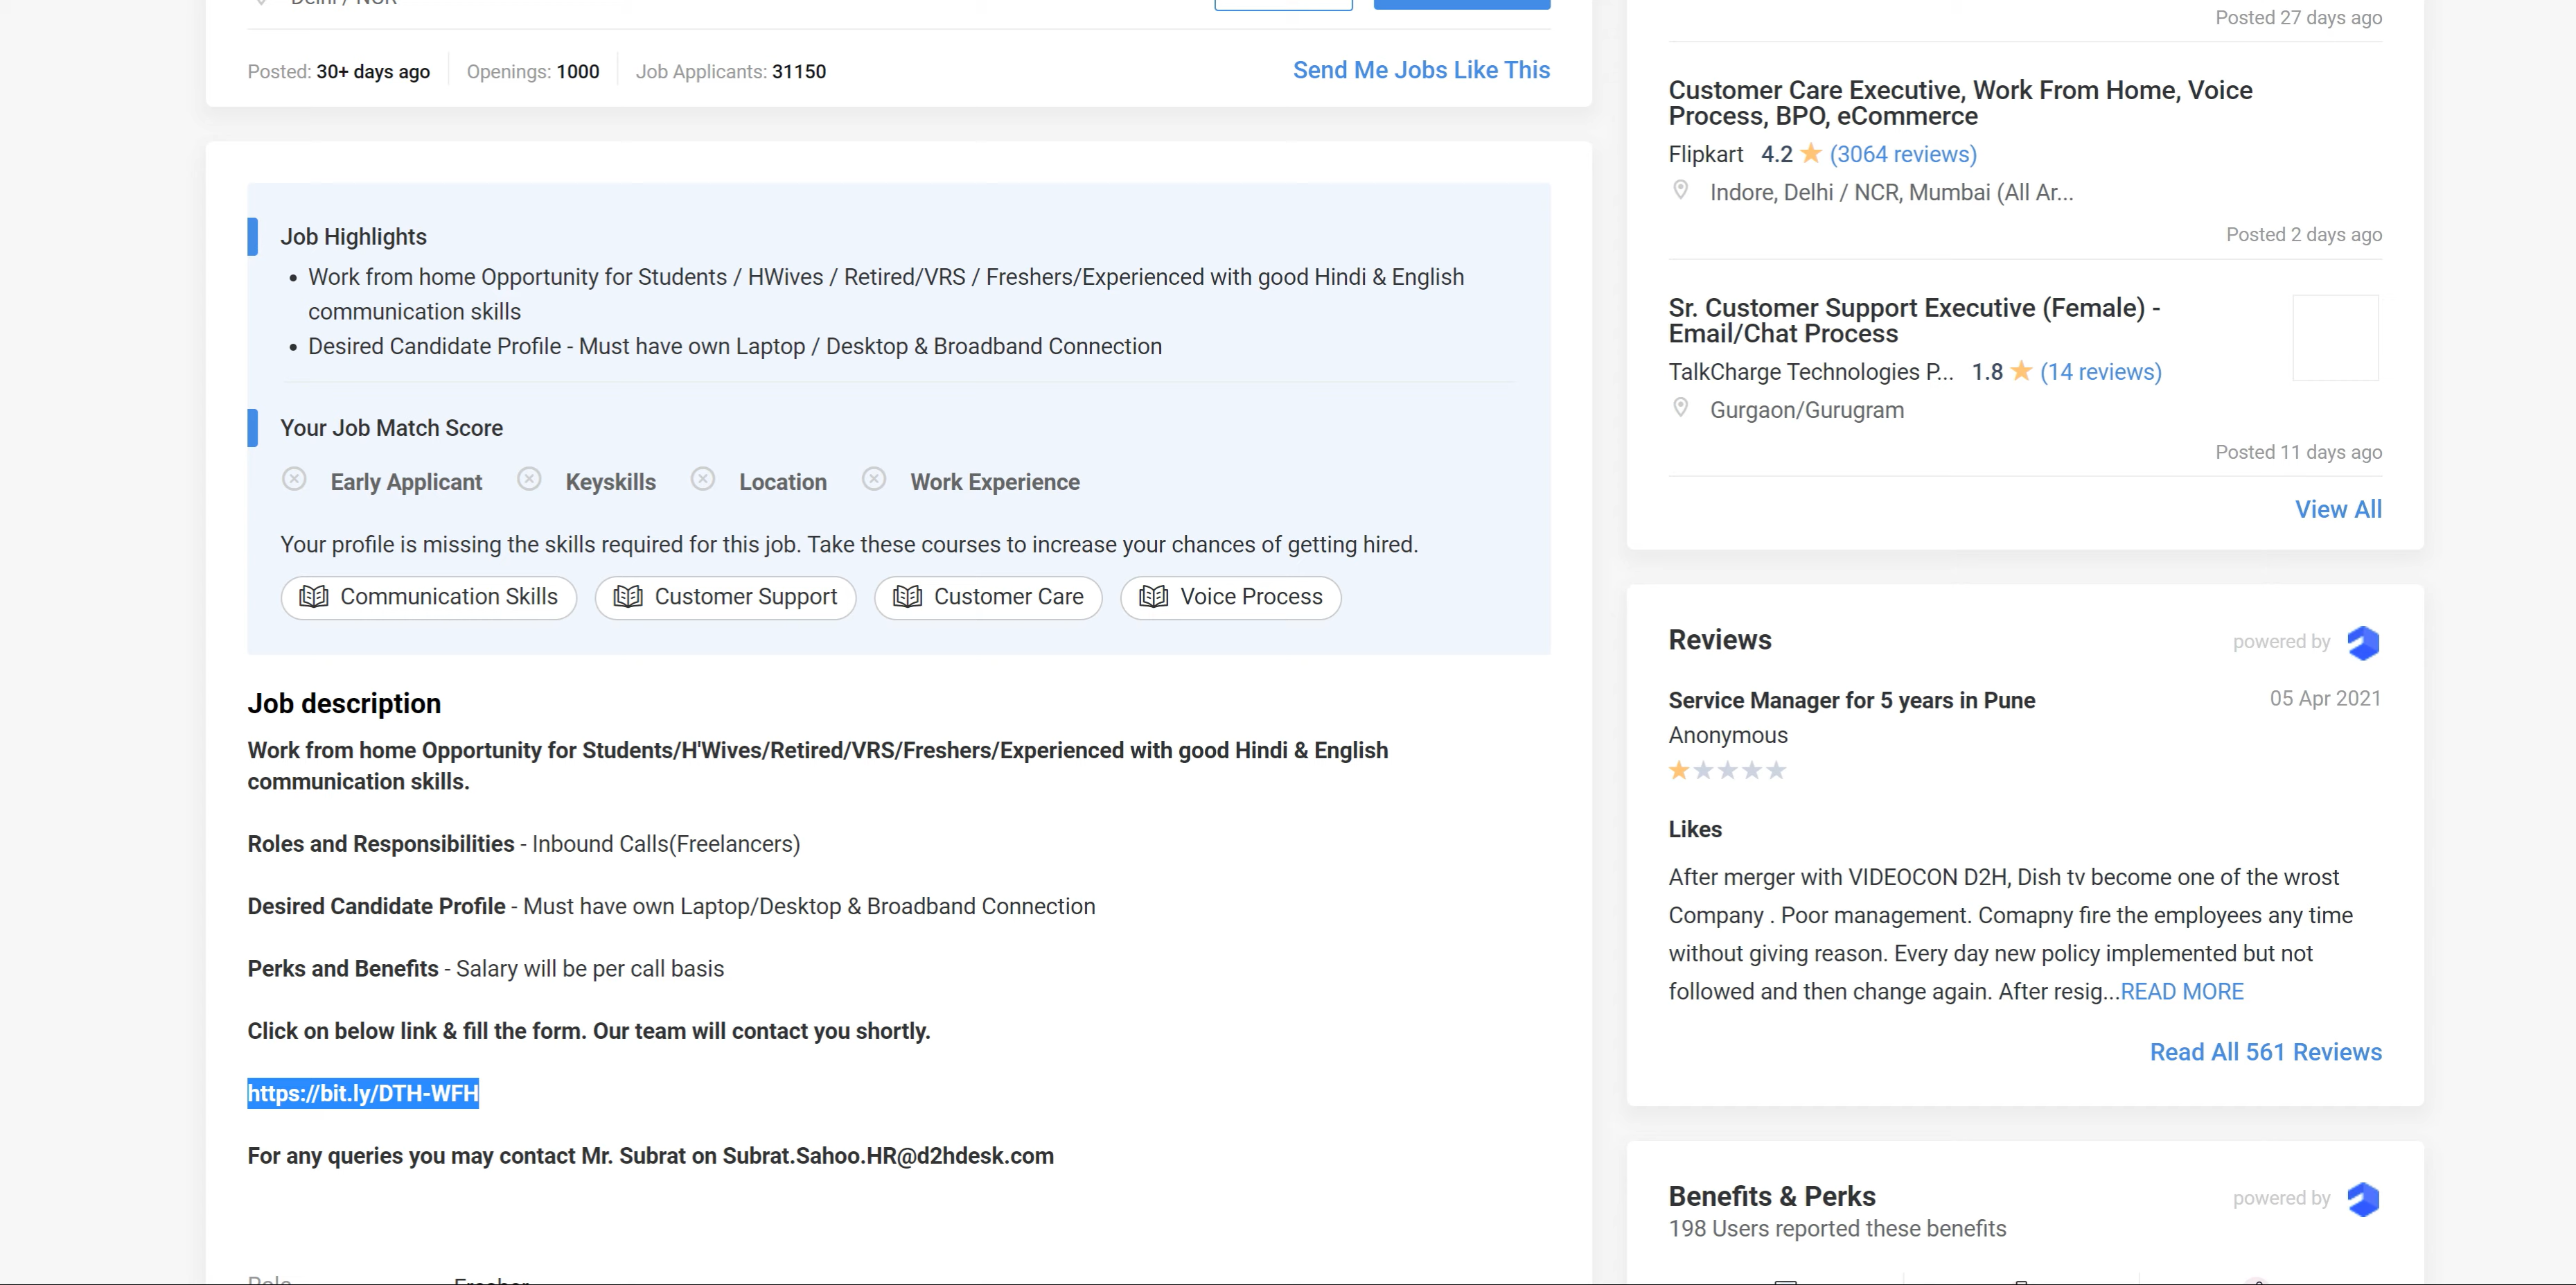 Delhi / NCR
Posted: 30+ days ago
Openings: 1000
Job Applicants: 31150
Send Me Jobs Like This
Job Highlights
• Work from home Opportunity for Students / HWives / Retired/VRS / Freshers/Experienced with good Hindi & English
communication skills
• Desired Candidate Profile - Must have own Laptop / Desktop & Broadband Connection
Your Job Match Score
Early Applicant
Keyskills
Location
Work Experience
Your profile is missing the skills required for this job. Take these courses to increase your chances of getting hired.
Communication Skills
Customer Support
Customer Care
Voice Process
Job description
Work from home Opportunity for Students/H'Wives/Retired/VRS/Freshers/Experienced with good Hindi & English
communication skills.
Roles and Responsibilities - Inbound Calls(Freelancers)
Desired Candidate Profile - Must have own Laptop/Desktop & Broadband Connection
Perks and Benefits - Salary will be per call basis
Click on below link & fill the form. Our team will contact you shortly.
https://bit.ly/DTH-WFH
For any queries you may contact Mr. Subrat on Subrat.Sahoo.HR@d2hdesk.com
Role
Fresher
Posted 27 days ago
Customer Care Executive, Work From Home, Voice
Process, BPO, eCommerce
Flipkart 4.2 (3064 reviews)
Indore, Delhi / NCR, Mumbai (All Ar...
Posted 2 days ago
Sr. Customer Support Executive (Female) -
Email/Chat Process
TalkCharge Technologies P... 1.8 (14 reviews)
Gurgaon/Gurugram
Posted 11 days ago
View All
Reviews
powered by
Service Manager for 5 years in Pune
05 Apr 2021
Anonymous
Likes
After merger with VIDEOCON D2H, Dish tv become one of the wrost
Company . Poor management. Comapny fire the employees any time
without giving reason. Every day new policy implemented but not
followed and then change again. After resig...READ MORE
Read All 561 Reviews
Benefits & Perks
powered by
198 Users reported these benefits